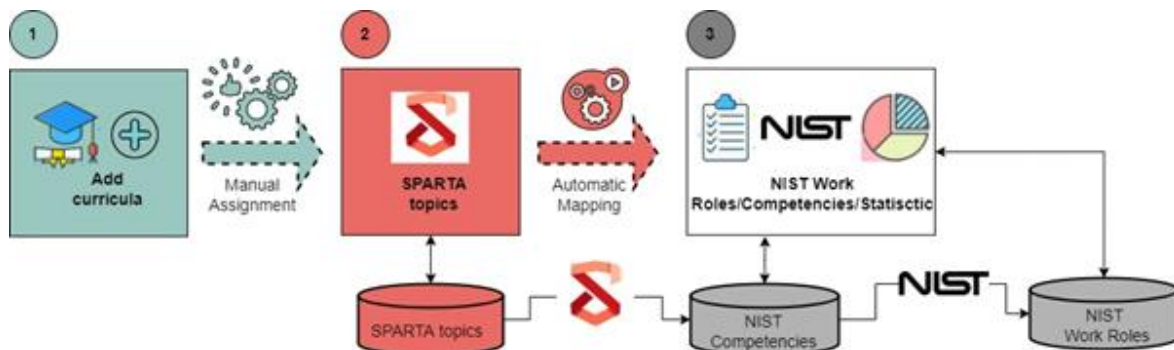 1
2
3
Add
curricula
Manual
Assignment
SPARTA
topics
Automatic
Mapping
NIST
NIST Work
Roles/Competencies/Statisctic
SPARTA topics
NIST
Competencies
NIST
NIST
Work Roles